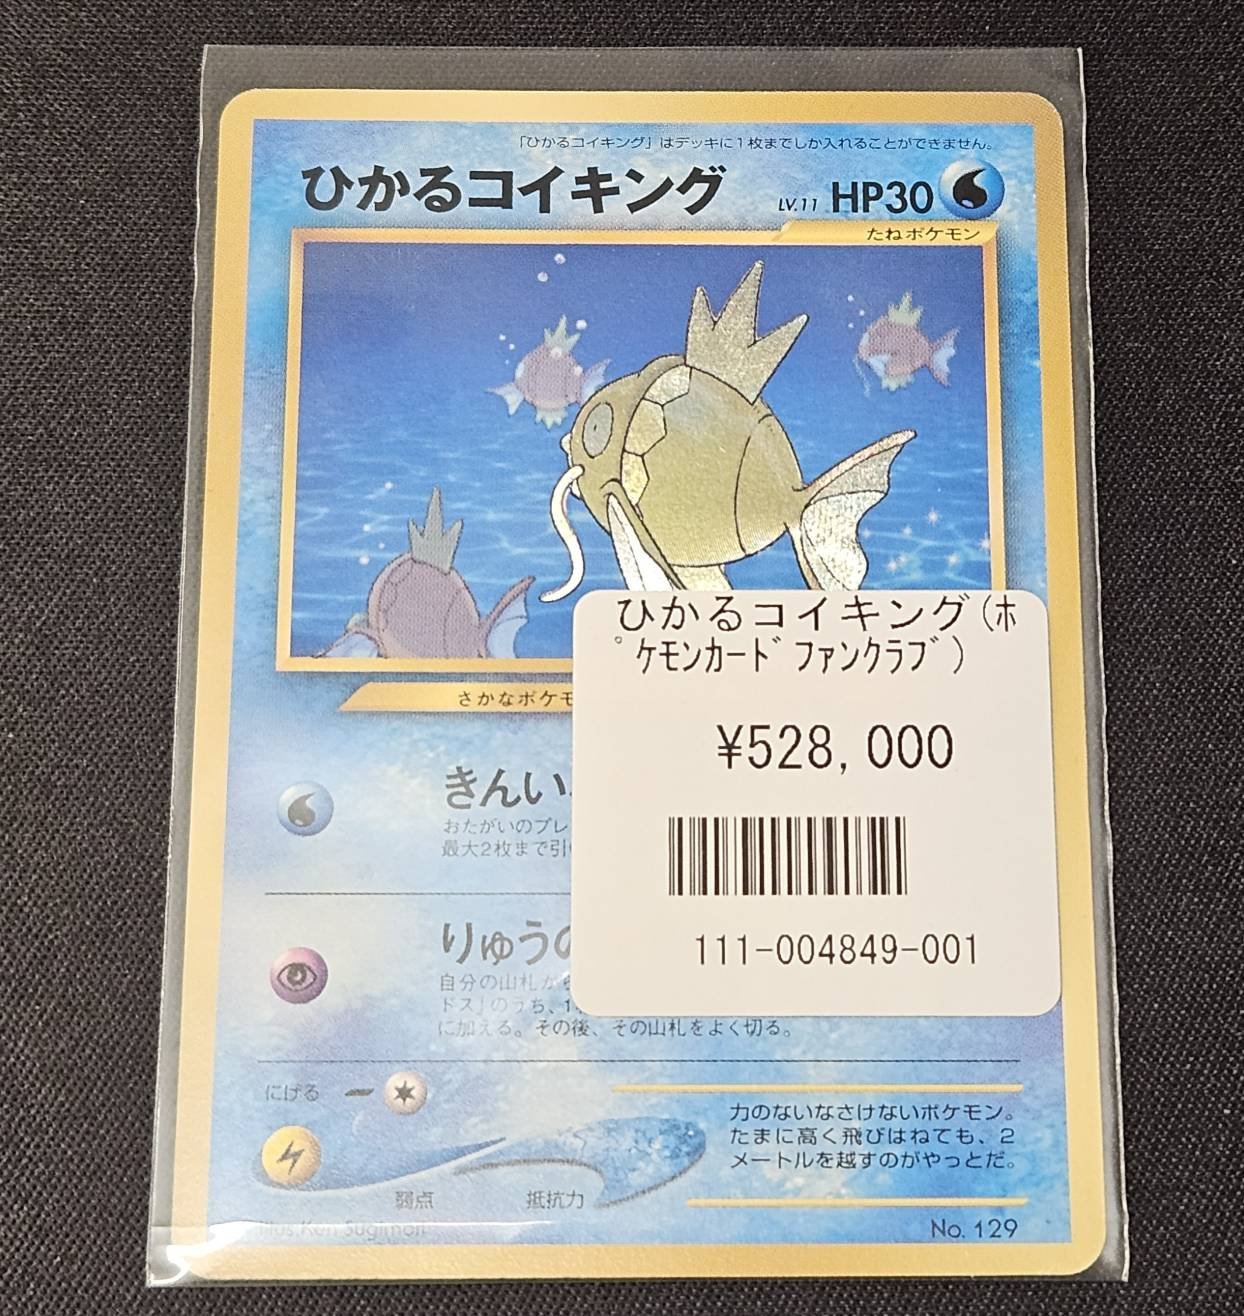 「ひかるコイキング」はデッキに1枚までしか入れることができません。
ひかるコイキング LV.11 HP30
たねポケモン
ひかるコイキング(ホ
゚ケモンカード ファンクラブ)
¥528,000
111-004849-001
さかなポケモ
きんい
おたがいのプレ
最大2枚まで引
りゅうの
自分の山札から
ドス」のうち、1
に加える。その後、その山札をよく切る。
にげる
弱点 抵抗力
力のないなさけないポケモン。
たまに高く飛びはねても、2
メートルを越すのがやっとだ。
Illus. Ken Sugimori
No. 129